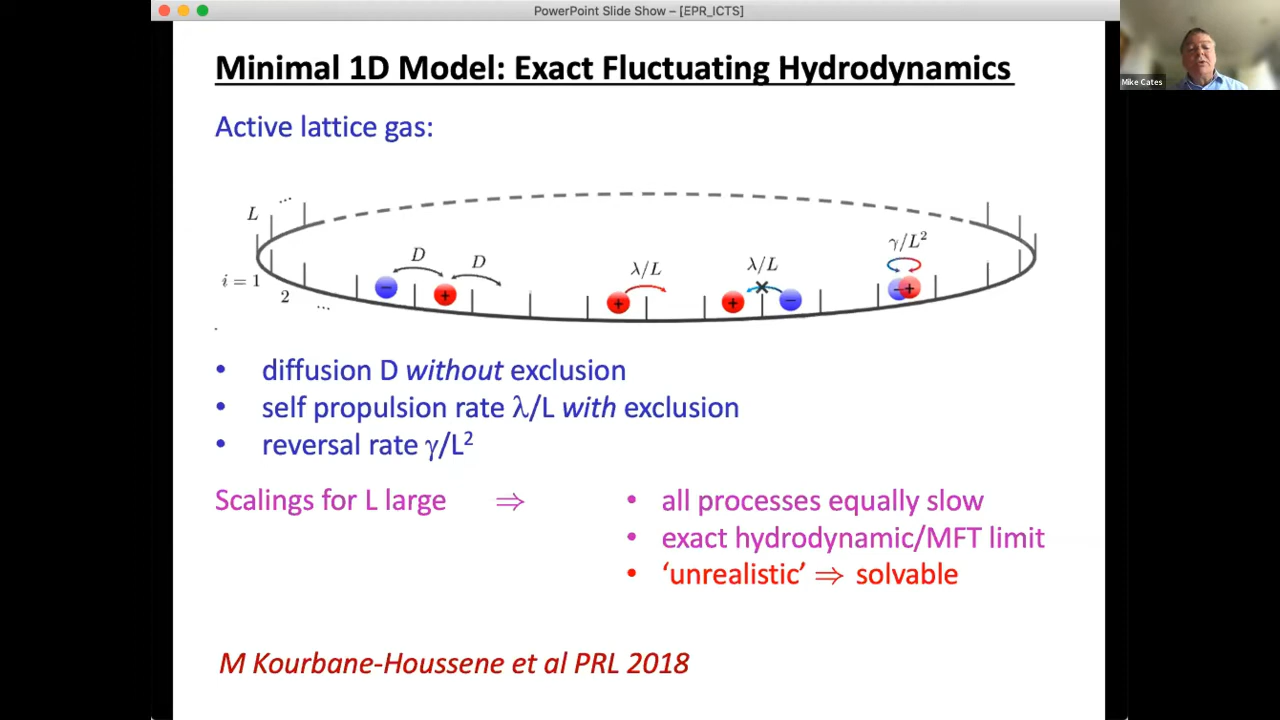 PowerPoint Slide Show – [EPR_ICTS]
Mike Cates
Minimal 1D Model: Exact Fluctuating Hydrodynamics
Active lattice gas:
L
...
i = 1
2
...
D
D
λ/L
λ/L
γ/L²
−
+
+
+
−
−
+
• diffusion D without exclusion
• self propulsion rate λ/L with exclusion
• reversal rate γ/L²
Scalings for L large ⇒ • all processes equally slow
• exact hydrodynamic/MFT limit
• ‘unrealistic’ ⇒ solvable
M Kourbane-Houssene et al PRL 2018